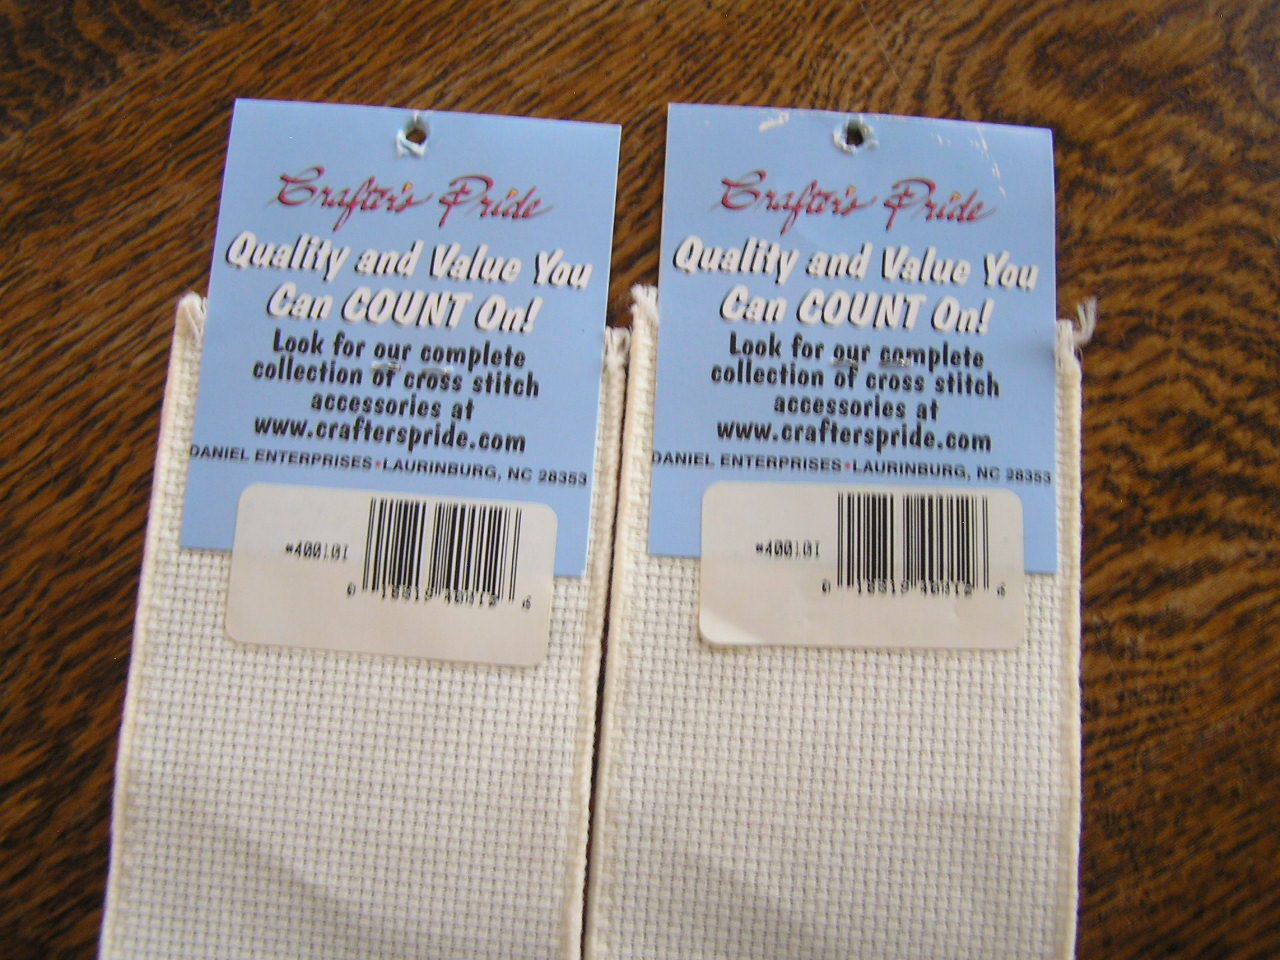 Crafter's Pride
Quality and Value You
Can COUNT On!
Look for our complete
collection of cross stitch
accessories at
www.crafterspride.com
DANIEL ENTERPRISES•LAURINBURG, NC 28353
#40010I
Crafter's Pride
Quality and Value You
Can COUNT On!
Look for our complete
collection of cross stitch
accessories at
www.crafterspride.com
DANIEL ENTERPRISES•LAURINBURG, NC 28353
#40010I